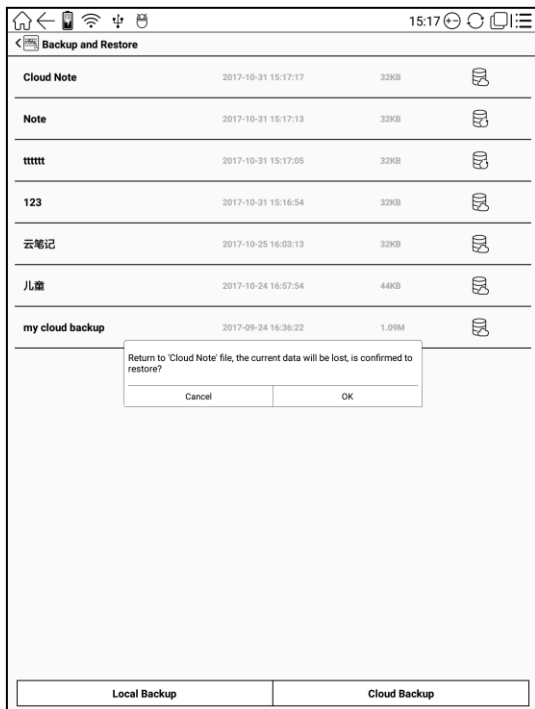 15:17
Backup and Restore
Cloud Note 2017-10-31 15:17:17 32KB
Note 2017-10-31 15:17:13 32KB
tttttt 2017-10-31 15:17:05 32KB
123 2017-10-31 15:16:54 32KB
云笔记 2017-10-25 16:03:13 32KB
儿童 2017-10-24 16:57:54 44KB
my cloud backup 2017-09-24 16:36:22 1.09M
Return to 'Cloud Note' file, the current data will be lost, is confirmed to
restore?
Cancel OK
Local Backup Cloud Backup